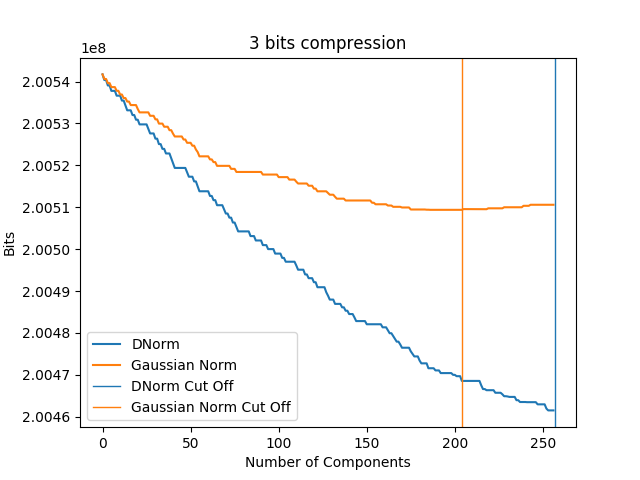 3 bits compression
1e8
2.0054
2.0053
2.0052
2.0051
2.0050
2.0049
2.0048
2.0047
2.0046
Bits
DNorm
Gaussian Norm
DNorm Cut Off
Gaussian Norm Cut Off
0 50 100 150 200 250
Number of Components